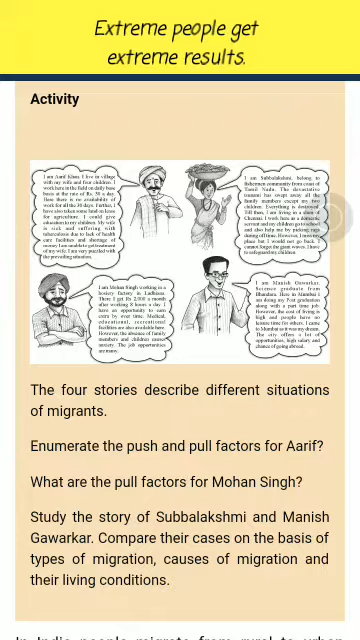 Extreme people get
extreme results.
Activity
I am Aarif Khan. I live in village
with my wife and four children. I
work here in the field on daily base
basis at the rate of Rs. 30 a day.
Here there is no availability of
work for all the 30 days. Further, I
have also taken some land on lease
for agriculture. I could give
education to my children. My wife
is sick and suffering with
tuberculosis due to lack of health
care facilities and shortage of
money. I am unable to get treatment
of my wife. I am very puzzled with
the prevailing situation.
I am Subbalakshmi, belong to
fishermen community from coast of
Tamil Nadu. The devastative
tsunami has swept away all the
family members except my two
children. Everything is destroyed.
Till then, I am living in a slum of
Chennai. I work here as a domestic
servant and my children go to school
and also help me by picking rags
during off time. However, I miss my
place but I would not go back. I
cannot forget the giant waves. I have
to safeguard my children.
I am Mohan Singh working in a
hosiery factory in Ludhiana.
There I get Rs. 2,000 a month
after working 8 hours a day. I
have an opportunity to earn
extra by over time. Medical,
educational, recreational
facilities are also available here.
However, the absence of family
members and children causes
anxiety. The job opportunities
are many.
I am Manish Gawarkar,
Science graduate from
Bhandara. Here in Mumbai I
am doing my Post graduation
along with a part time job.
However, the cost of living is
high and people have no
leisure time for others. I came
to Mumbai as it was my dream.
The city offers a lot of
opportunities, high salary and
chance of going abroad.
The four stories describe different situations
of migrants.
Enumerate the push and pull factors for Aarif?
What are the pull factors for Mohan Singh?
Study the story of Subbalakshmi and Manish
Gawarkar. Compare their cases on the basis of
types of migration, causes of migration and
their living conditions.
In India people migrate from rural to urban